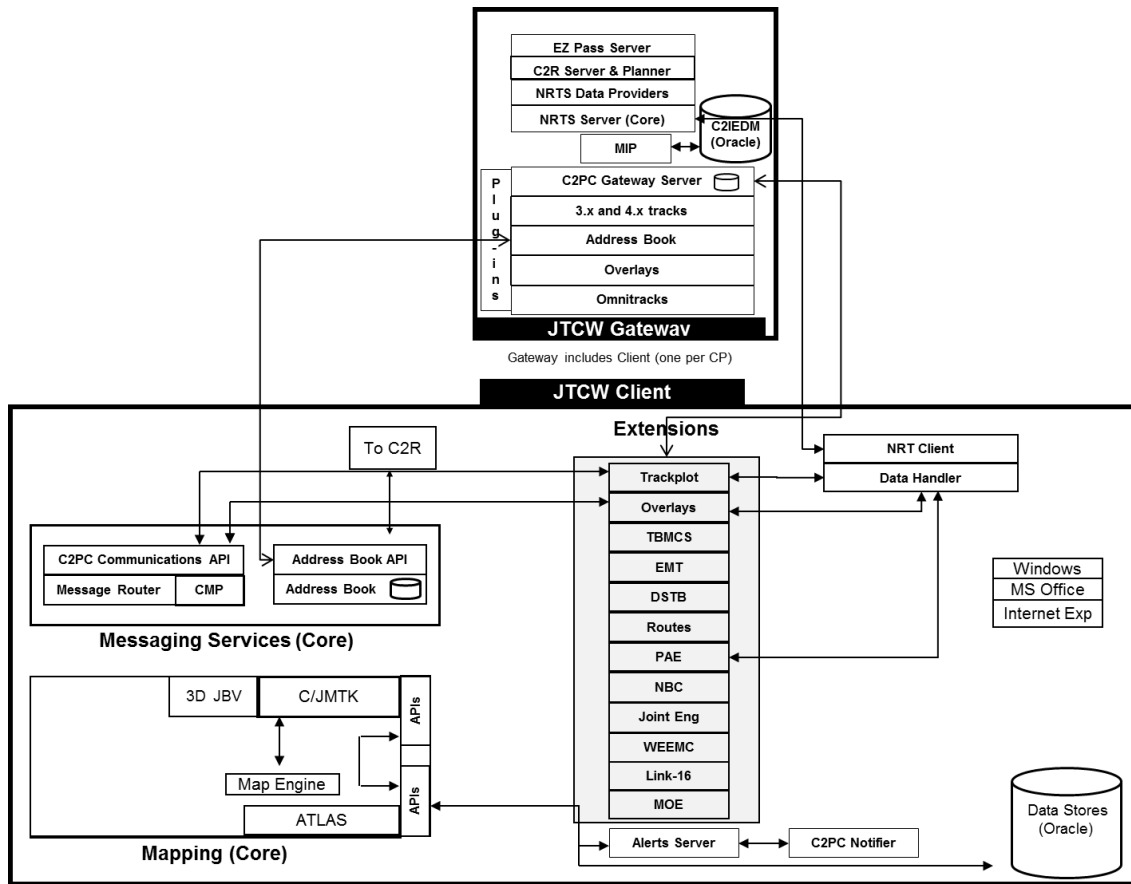 EZ Pass Server
C2R Server & Planner
NRTS Data Providers
NRTS Server (Core)
C2IEDM
(Oracle)
MIP
Plug-ins
C2PC Gateway Server
3.x and 4.x tracks
Address Book
Overlays
Omnitracks
JTCW Gateway
Gateway includes Client (one per CP)
JTCW Client
Extensions
To C2R
NRT Client
Data Handler
Trackplot
Overlays
TBMCS
EMT
DSTB
Routes
PAE
NBC
Joint Eng
WEEMC
Link-16
MOE
C2PC Communications API
Message Router
CMP
Address Book API
Address Book
Messaging Services (Core)
Windows
MS Office
Internet Exp
3D JBV
C/JMTK
APIs
Map Engine
APIs
ATLAS
Mapping (Core)
Alerts Server
C2PC Notifier
Data Stores
(Oracle)